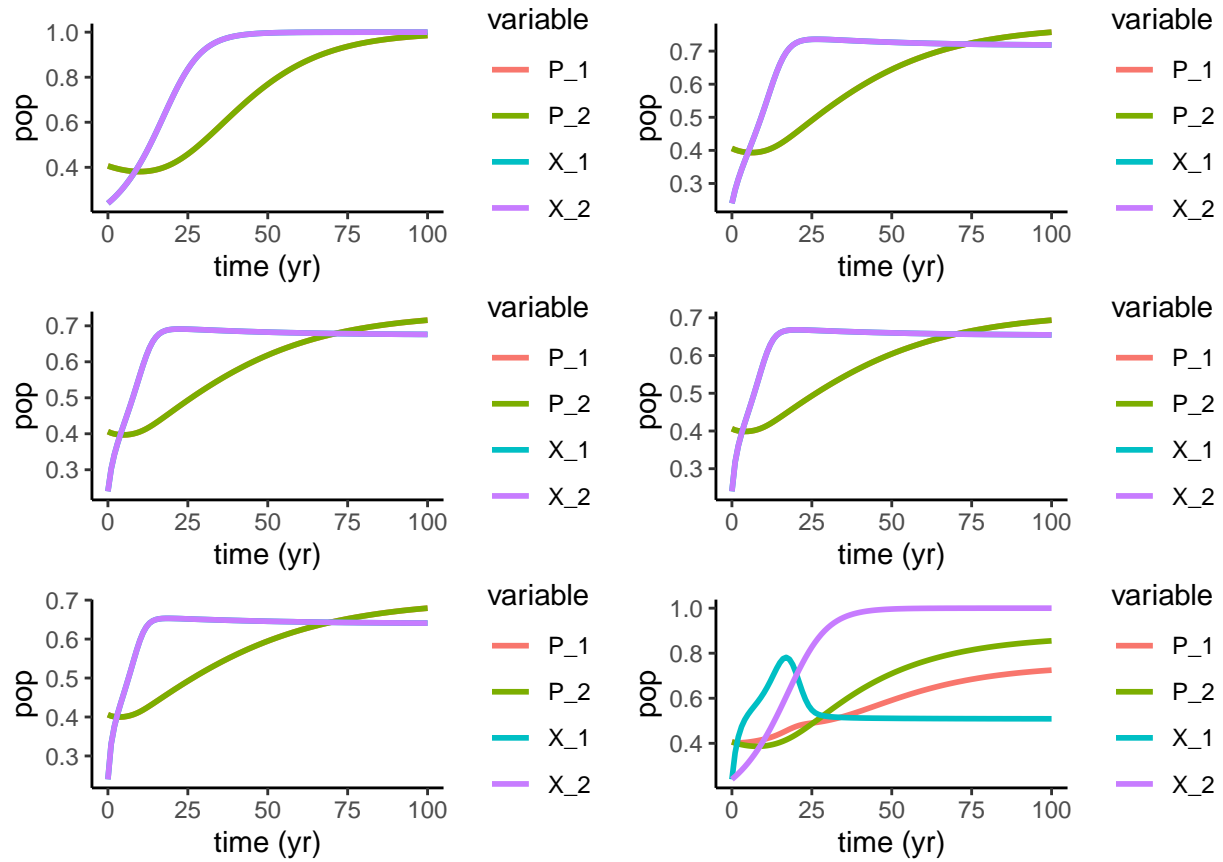 variable
1.0
0.8
0.6
0.4
pop
0 25 50 75 100
time (yr)
P_1
P_2
X_1
X_2
variable
0.7
0.6
0.5
0.4
0.3
pop
0 25 50 75 100
time (yr)
P_1
P_2
X_1
X_2
variable
0.7
0.6
0.5
0.4
0.3
pop
0 25 50 75 100
time (yr)
P_1
P_2
X_1
X_2
variable
0.7
0.6
0.5
0.4
0.3
pop
0 25 50 75 100
time (yr)
P_1
P_2
X_1
X_2
variable
0.7
0.6
0.5
0.4
0.3
pop
0 25 50 75 100
time (yr)
P_1
P_2
X_1
X_2
variable
1.0
0.8
0.6
0.4
pop
0 25 50 75 100
time (yr)
P_1
P_2
X_1
X_2